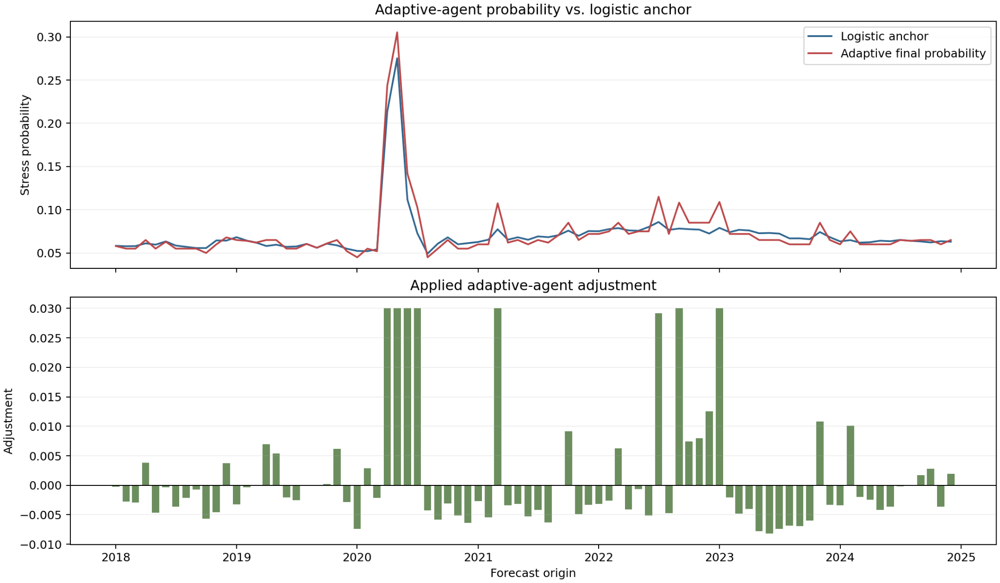 Adaptive-agent probability vs. logistic anchor
Logistic anchor
Adaptive final probability
Stress probability
0.30
0.25
0.20
0.15
0.10
0.05
Applied adaptive-agent adjustment
Adjustment
0.030
0.025
0.020
0.015
0.010
0.005
0.000
−0.005
−0.010
2018 2019 2020 2021 2022 2023 2024 2025
Forecast origin